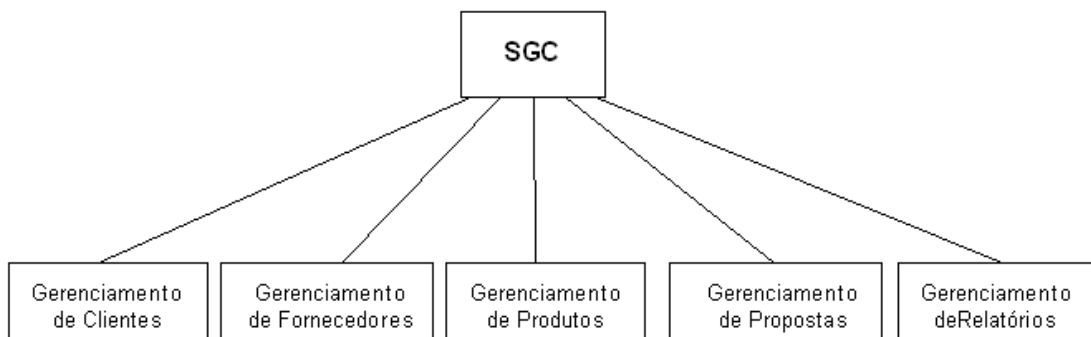 SGC
Gerenciamento
de Clientes
Gerenciamento
de Fornecedores
Gerenciamento
de Produtos
Gerenciamento
de Propostas
Gerenciamento
deRelatórios